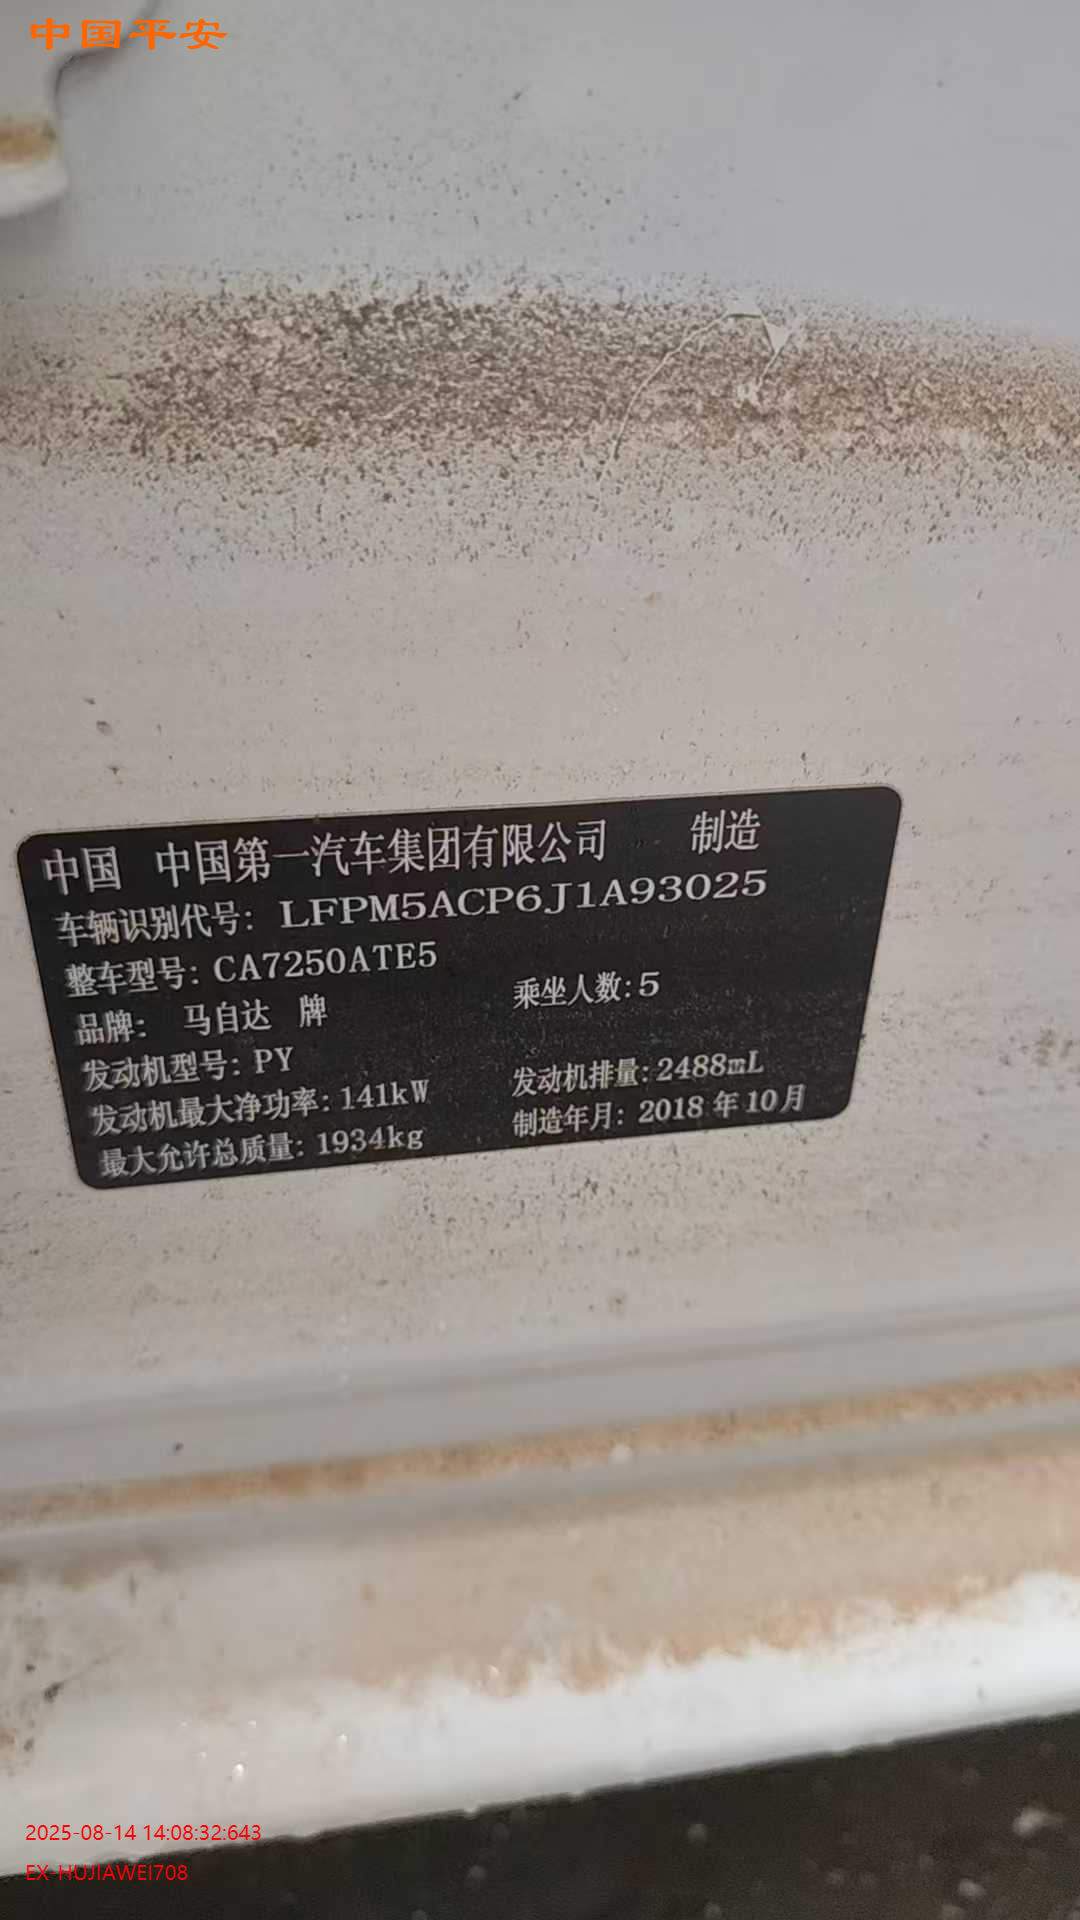 中国平安
中国 中国第一汽车集团有限公司 制造
车辆识别代号: LFPM5ACP6J1A93025
整车型号: CA7250ATE5
品牌: 马自达 牌 乘坐人数: 5
发动机型号: PY
发动机最大净功率: 141kW 发动机排量: 2488mL
最大允许总质量: 1934kg 制造年月: 2018 年 10 月
2025-08-14 14:08:32:643
EX-HUJIAWEI708